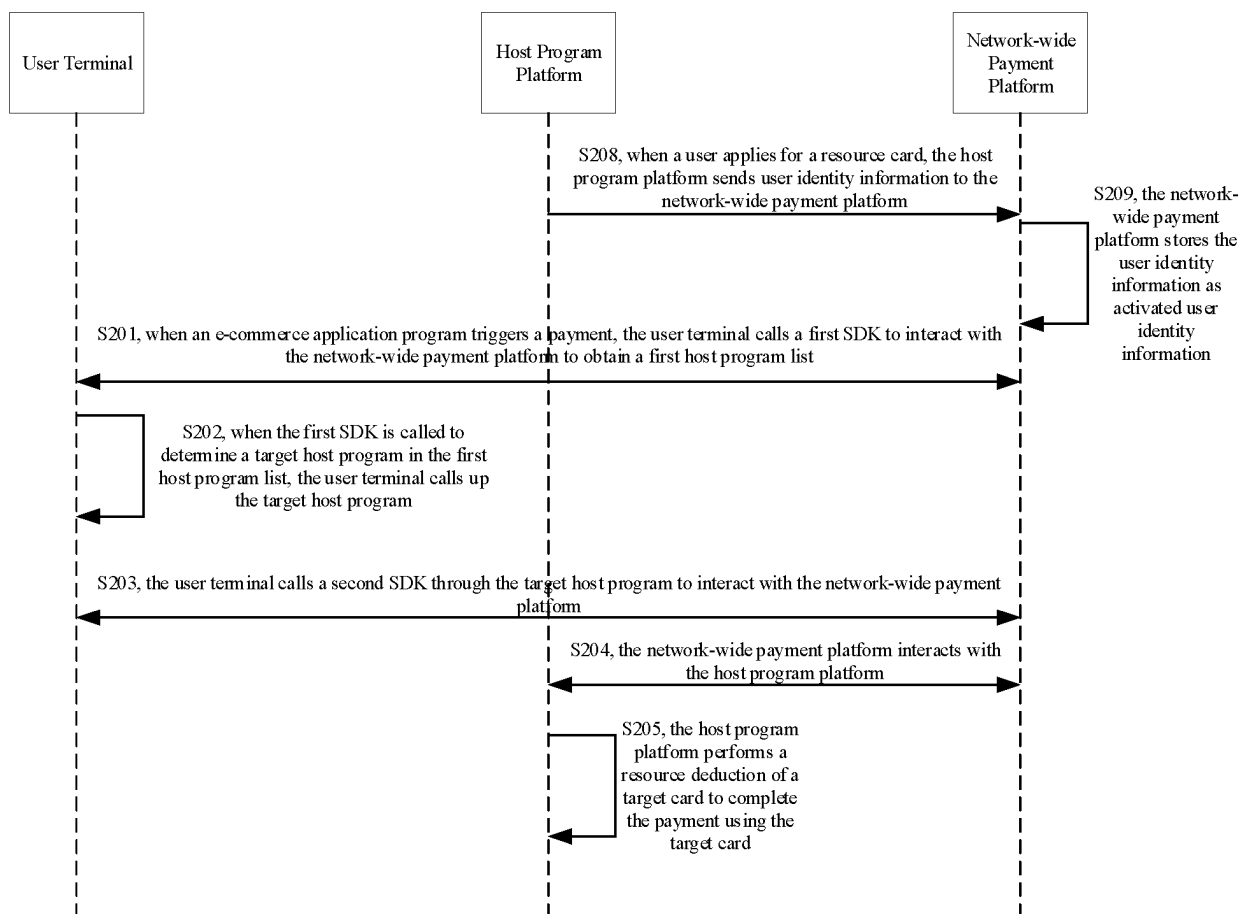 User Terminal
Host Program
Platform
Network-wide
Payment
Platform
S208, when a user applies for a resource card, the host
program platform sends user identity information to the
network-wide payment platform
S209, the network-
wide payment
platform stores the
user identity
information as
activated user
identity
information
S201, when an e-commerce application program triggers a payment, the user terminal calls a first SDK to interact with
the network-wide payment platform to obtain a first host program list
S202, when the first SDK is called to
determine a target host program in the first
host program list, the user terminal calls up
the target host program
S203, the user terminal calls a second SDK through the target host program to interact with the network-wide payment
platform
S204, the network-wide payment platform interacts with
the host program platform
S205, the host program
platform performs a
resource deduction of a
target card to complete
the payment using the
target card